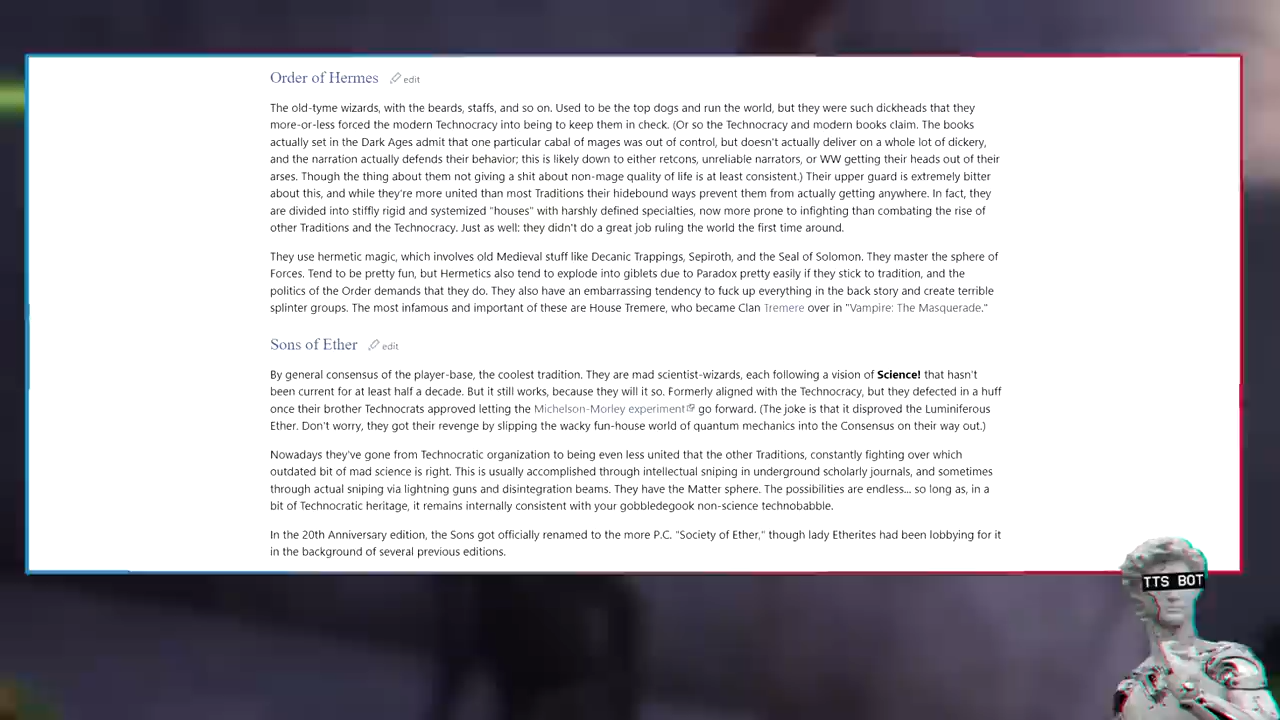 Order of Hermes edit
The old-tyme wizards, with the beards, staffs, and so on. Used to be the top dogs and run the world, but they were such dickheads that they
more-or-less forced the modern Technocracy into being to keep them in check. (Or so the Technocracy and modern books claim. The books
actually set in the Dark Ages admit that one particular cabal of mages was out of control, but doesn't actually deliver on a whole lot of dickery,
and the narration actually defends their behavior; this is likely down to either retcons, unreliable narrators, or WW getting their heads out of their
arses. Though the thing about them not giving a shit about non-mage quality of life is at least consistent.) Their upper guard is extremely bitter
about this, and while they're more united than most Traditions their hidebound ways prevent them from actually getting anywhere. In fact, they
are divided into stiffly rigid and systemized "houses" with harshly defined specialties, now more prone to infighting than combating the rise of
other Traditions and the Technocracy. Just as well: they didn't do a great job ruling the world the first time around.
They use hermetic magic, which involves old Medieval stuff like Decanic Trappings, Sepiroth, and the Seal of Solomon. They master the sphere of
Forces. Tend to be pretty fun, but Hermetics also tend to explode into giblets due to Paradox pretty easily if they stick to tradition, and the
politics of the Order demands that they do. They also have an embarrassing tendency to fuck up everything in the back story and create terrible
splinter groups. The most infamous and important of these are House Tremere, who became Clan Tremere over in "Vampire: The Masquerade."
Sons of Ether edit
By general consensus of the player-base, the coolest tradition. They are mad scientist-wizards, each following a vision of Science! that hasn't
been current for at least half a decade. But it still works, because they will it so. Formerly aligned with the Technocracy, but they defected in a huff
once their brother Technocrats approved letting the Michelson-Morley experiment go forward. (The joke is that it disproved the Luminiferous
Ether. Don't worry, they got their revenge by slipping the wacky fun-house world of quantum mechanics into the Consensus on their way out.)
Nowadays they've gone from Technocratic organization to being even less united that the other Traditions, constantly fighting over which
outdated bit of mad science is right. This is usually accomplished through intellectual sniping in underground scholarly journals, and sometimes
through actual sniping via lightning guns and disintegration beams. They have the Matter sphere. The possibilities are endless... so long as, in a
bit of Technocratic heritage, it remains internally consistent with your gobbledegook non-science technobabble.
In the 20th Anniversary edition, the Sons got officially renamed to the more P.C. "Society of Ether," though lady Etherites had been lobbying for it
in the background of several previous editions.
TTS BOT